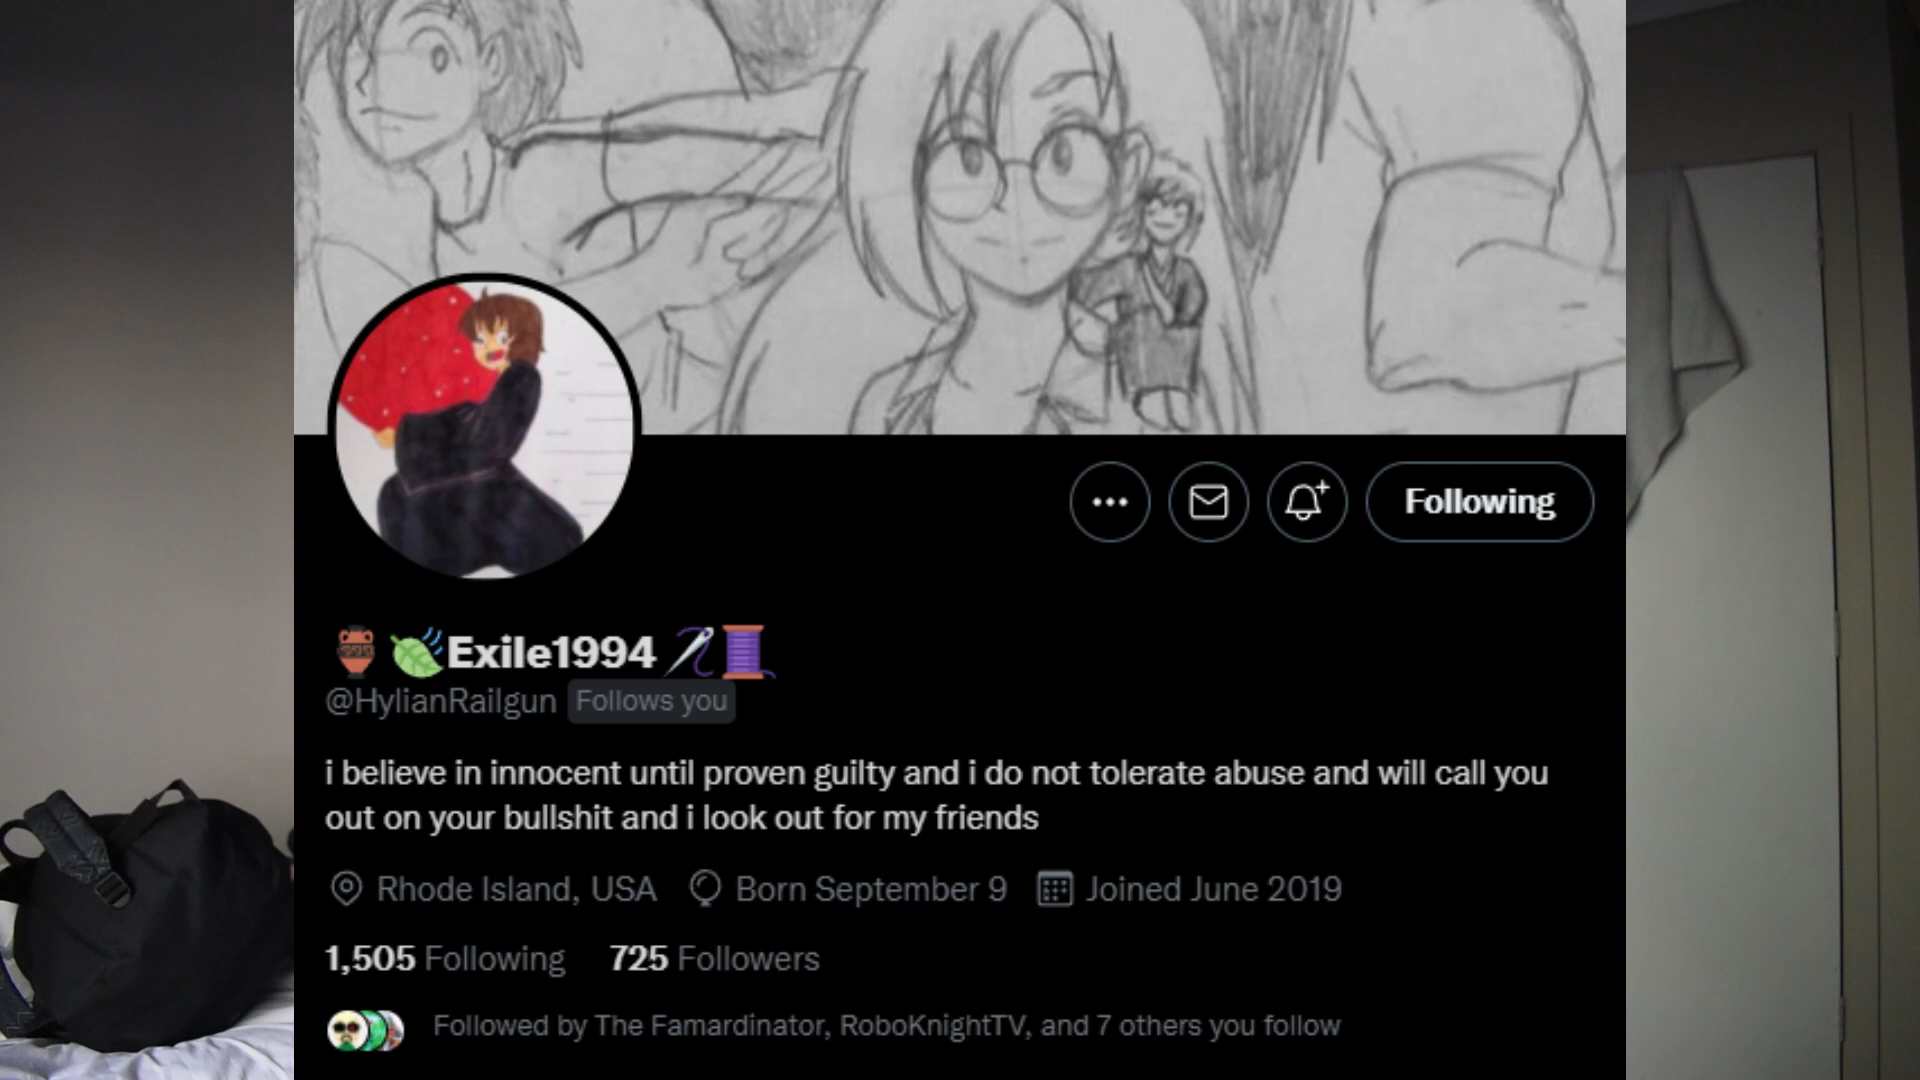 Following
Exile1994
@HylianRailgun Follows you
i believe in innocent until proven guilty and i do not tolerate abuse and will call you
out on your bullshit and i look out for my friends
Rhode Island, USA Born September 9 Joined June 2019
1,505 Following 725 Followers
Followed by The Famardinator, RoboKnightTV, and 7 others you follow